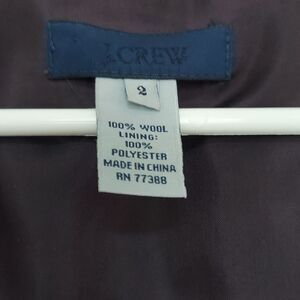 J.CREW
2
100% WOOL
LINING:
100%
POLYESTER
MADE IN CHINA
RN 77388